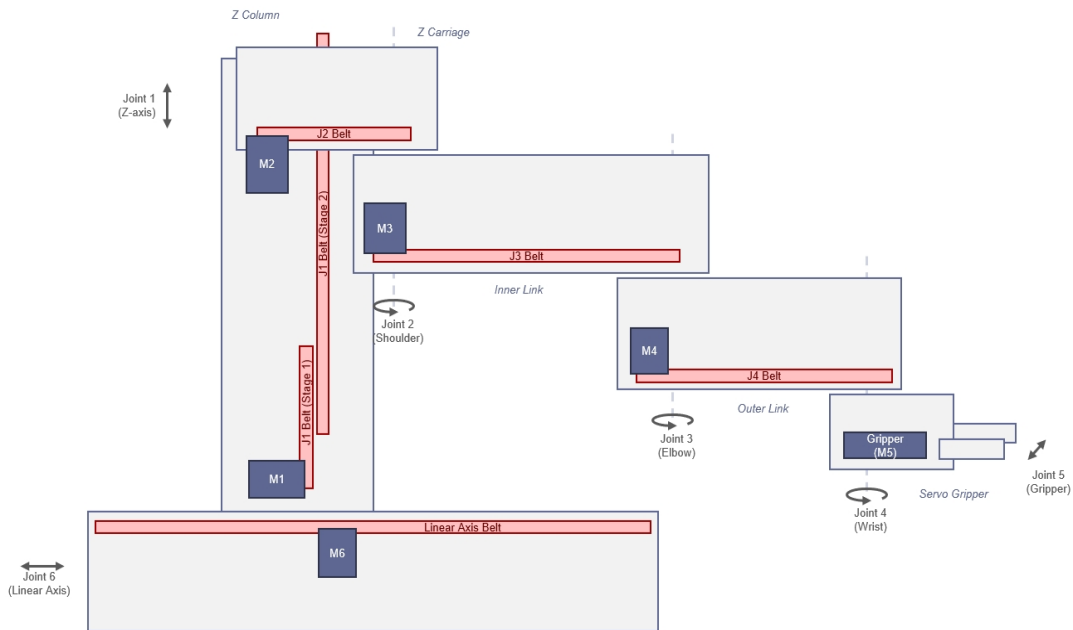 Z Column
Z Carriage
Joint 1
(Z-axis)
J2 Belt
M2
J1 Belt (Stage 2)
M3
J3 Belt
Inner Link
Joint 2
(Shoulder)
J1 Belt (Stage 1)
M4
J4 Belt
Outer Link
Joint 3
(Elbow)
Gripper
(M5)
Joint 5
(Gripper)
Servo Gripper
Joint 4
(Wrist)
M1
Linear Axis Belt
M6
Joint 6
(Linear Axis)